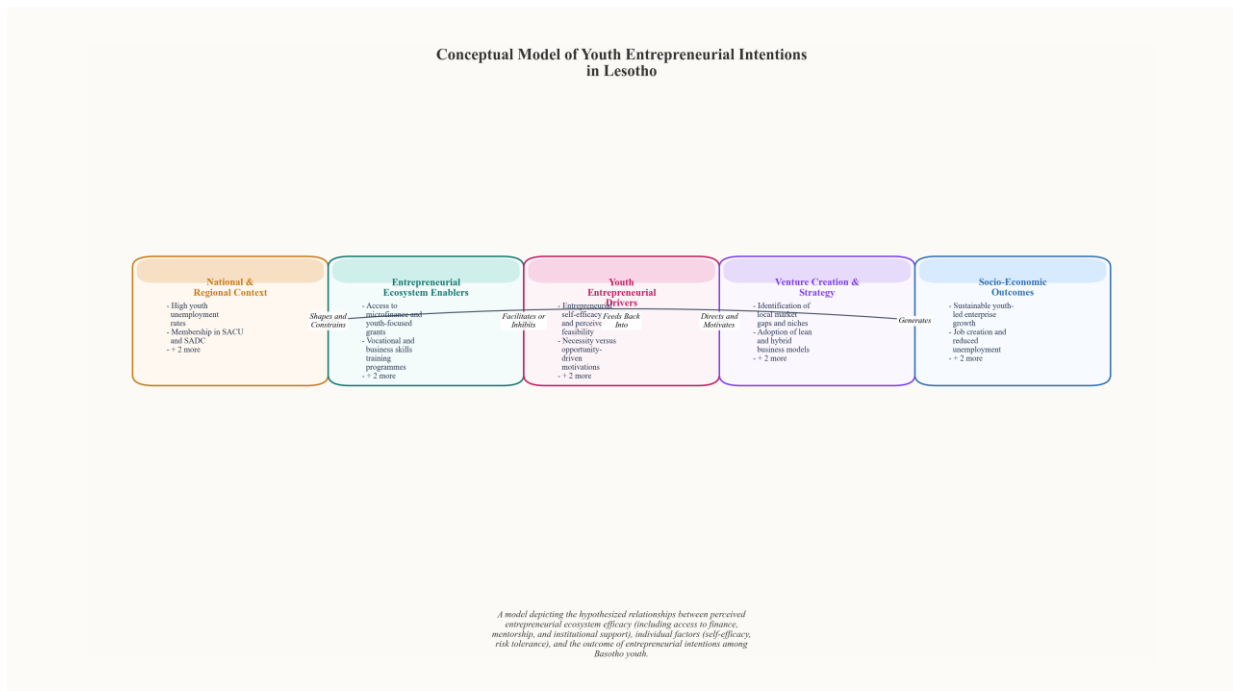 Conceptual Model of Youth Entrepreneurial Intentions
in Lesotho
National &
Regional Context
- High youth
unemployment
rates
- Membership in SACU
and SADC
- + 2 more
Shapes and
Constrains
Entrepreneurial
Ecosystem Enablers
- Access to
microfinance and
youth-focused
grants
- Vocational and
business skills
training
programmes
- + 2 more
Facilitates or
Inhibits
Youth
Entrepreneurial
Drivers
- Entrepreneurial
self-efficacy
and perceive
feasibility
- Necessity versus
opportunity-
driven
motivations
- + 2 more
Feeds Back
Into
Directs and
Motivates
Venture Creation &
Strategy
- Identification of
local market
gaps and niches
- Adoption of lean
and hybrid
business models
- + 2 more
Generates
Socio-Economic
Outcomes
- Sustainable youth-
led enterprise
growth
- Job creation and
reduced
unemployment
- + 2 more
A model depicting the hypothesized relationships between perceived
entrepreneurial ecosystem efficacy (including access to finance,
mentorship, and institutional support), individual factors (self-efficacy,
risk tolerance), and the outcome of entrepreneurial intentions among
Basotho youth.